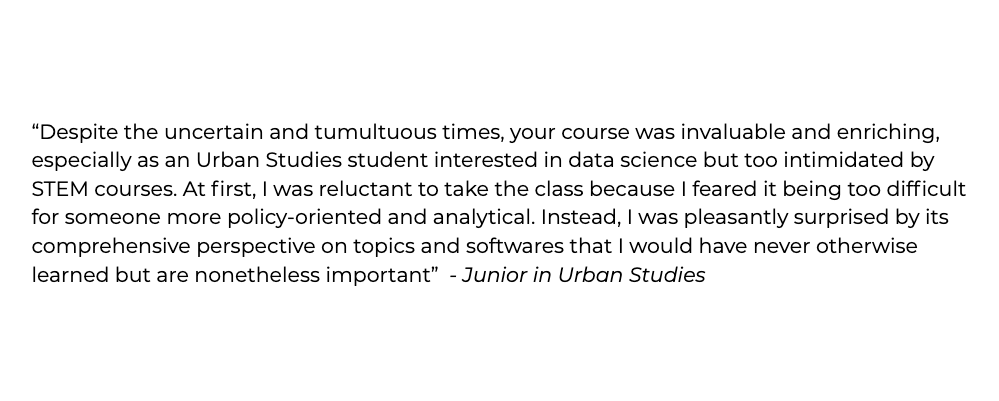 “Despite the uncertain and tumultuous times, your course was invaluable and enriching,
especially as an Urban Studies student interested in data science but too intimidated by
STEM courses. At first, I was reluctant to take the class because I feared it being too difficult
for someone more policy-oriented and analytical. Instead, I was pleasantly surprised by its
comprehensive perspective on topics and softwares that I would have never otherwise
learned but are nonetheless important”  - Junior in Urban Studies